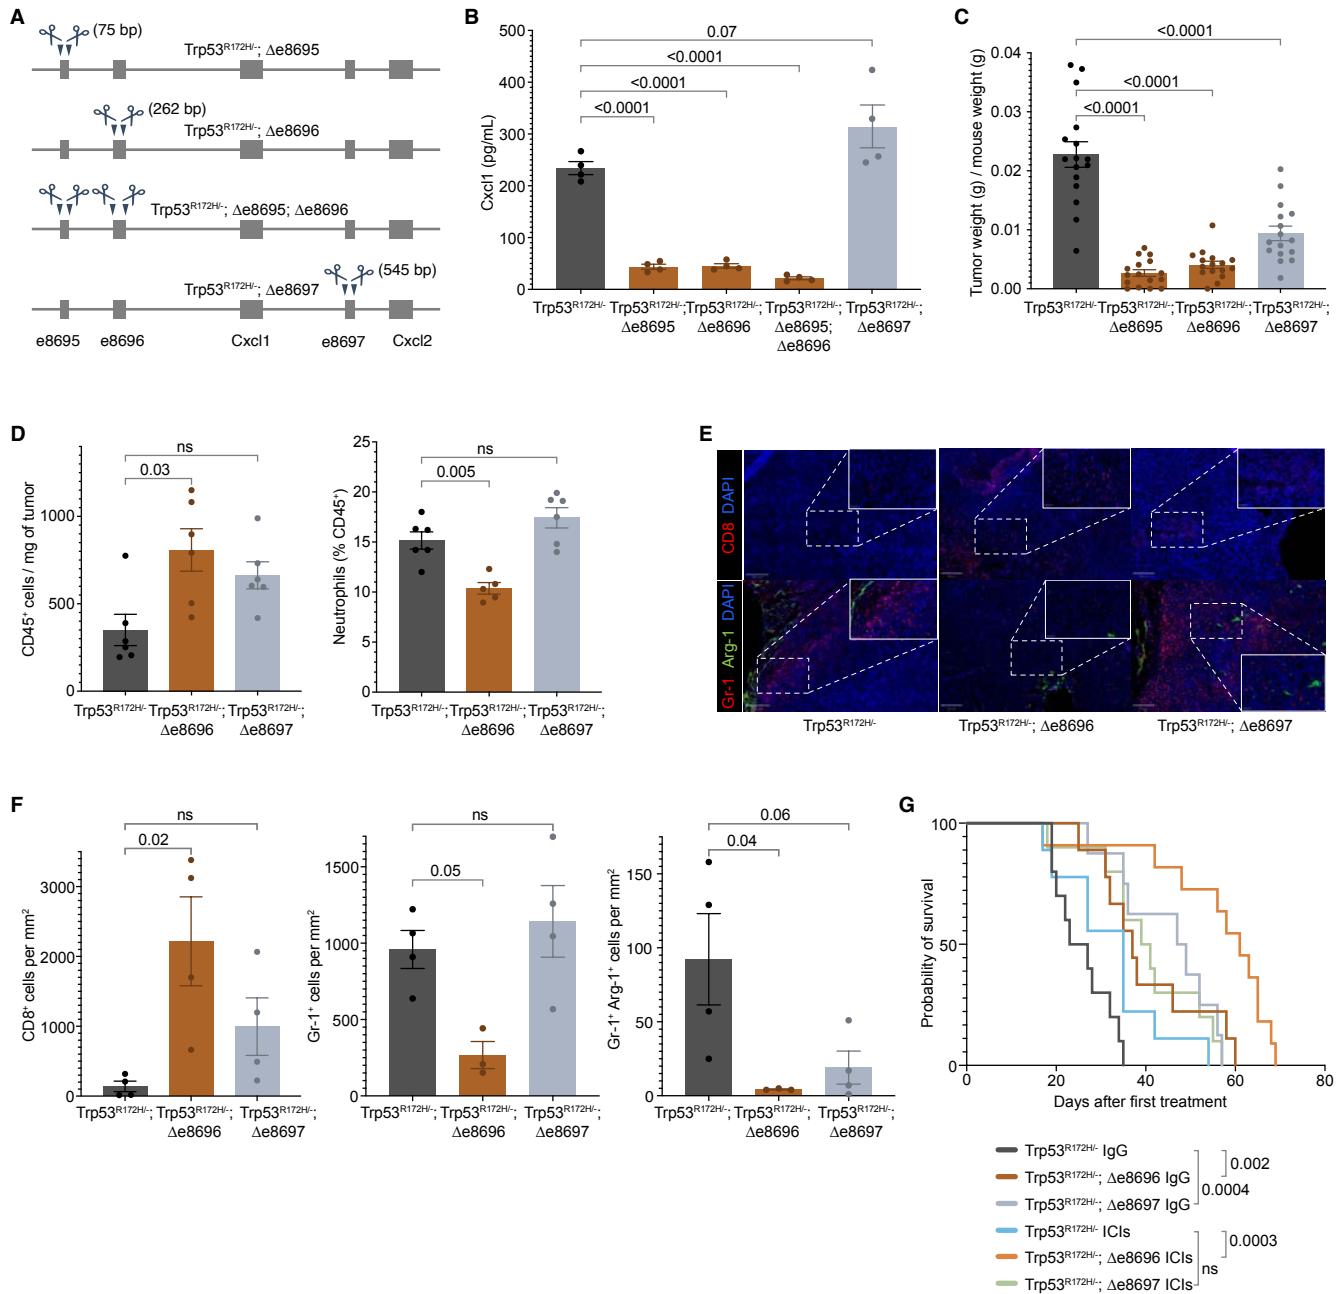 A
(75 bp)
Trp53R172H/-; Δe8695
(262 bp)
Trp53R172H/-; Δe8696
Trp53R172H/-; Δe8695; Δe8696
(545 bp)
Trp53R172H/-; Δe8697
e8695 e8696 Cxcl1 e8697 Cxcl2
B
Cxcl1 (pg/mL)
500
400
300
200
100
0
0.07
<0.0001
<0.0001
<0.0001
Trp53R172H/- Trp53R172H/-; Trp53R172H/-; Trp53R172H/-; Trp53R172H/-;
Δe8695 Δe8696 Δe8695; Δe8697
Δe8696
C
Tumor weight (g) / mouse weight (g)
0.04
0.03
0.02
0.01
0.00
<0.0001
<0.0001
<0.0001
Trp53R172H/- Trp53R172H/-; Trp53R172H/-; Trp53R172H/-;
Δe8695 Δe8696 Δe8697
D
CD45+ cells / mg of tumor
1000
500
0
ns
0.03
Trp53R172H/- Trp53R172H/-; Trp53R172H/-;
Δe8696 Δe8697
Neutrophils (% CD45+)
25
20
15
10
5
0
ns
0.005
Trp53R172H/-; Trp53R172H/-; Trp53R172H/-;
Δe8696 Δe8697
E
CD8 DAPI
Gr-1 Arg-1 DAPI
Trp53R172H/- Trp53R172H/-; Δe8696 Trp53R172H/-; Δe8697
F
CD8+ cells per mm2
3000
2000
1000
0
ns
0.02
Trp53R172H/-; Trp53R172H/-; Trp53R172H/-;
Δe8696 Δe8697
Gr-1+ cells per mm2
1500
1000
500
0
ns
0.05
Trp53R172H/-; Trp53R172H/-; Trp53R172H/-;
Δe8696 Δe8697
Gr-1+ Arg-1+ cells per mm2
150
100
50
0
0.06
0.04
Trp53R172H/-; Trp53R172H/-; Trp53R172H/-;
Δe8696 Δe8697
G
Probability of survival
100
50
0
0 20 40 60 80
Days after first treatment
Trp53R172H/- IgG
Trp53R172H/-; Δe8696 IgG
Trp53R172H/-; Δe8697 IgG
0.002
0.0004
Trp53R172H/- ICIs
Trp53R172H/-; Δe8696 ICIs
Trp53R172H/-; Δe8697 ICIs
0.0003
ns